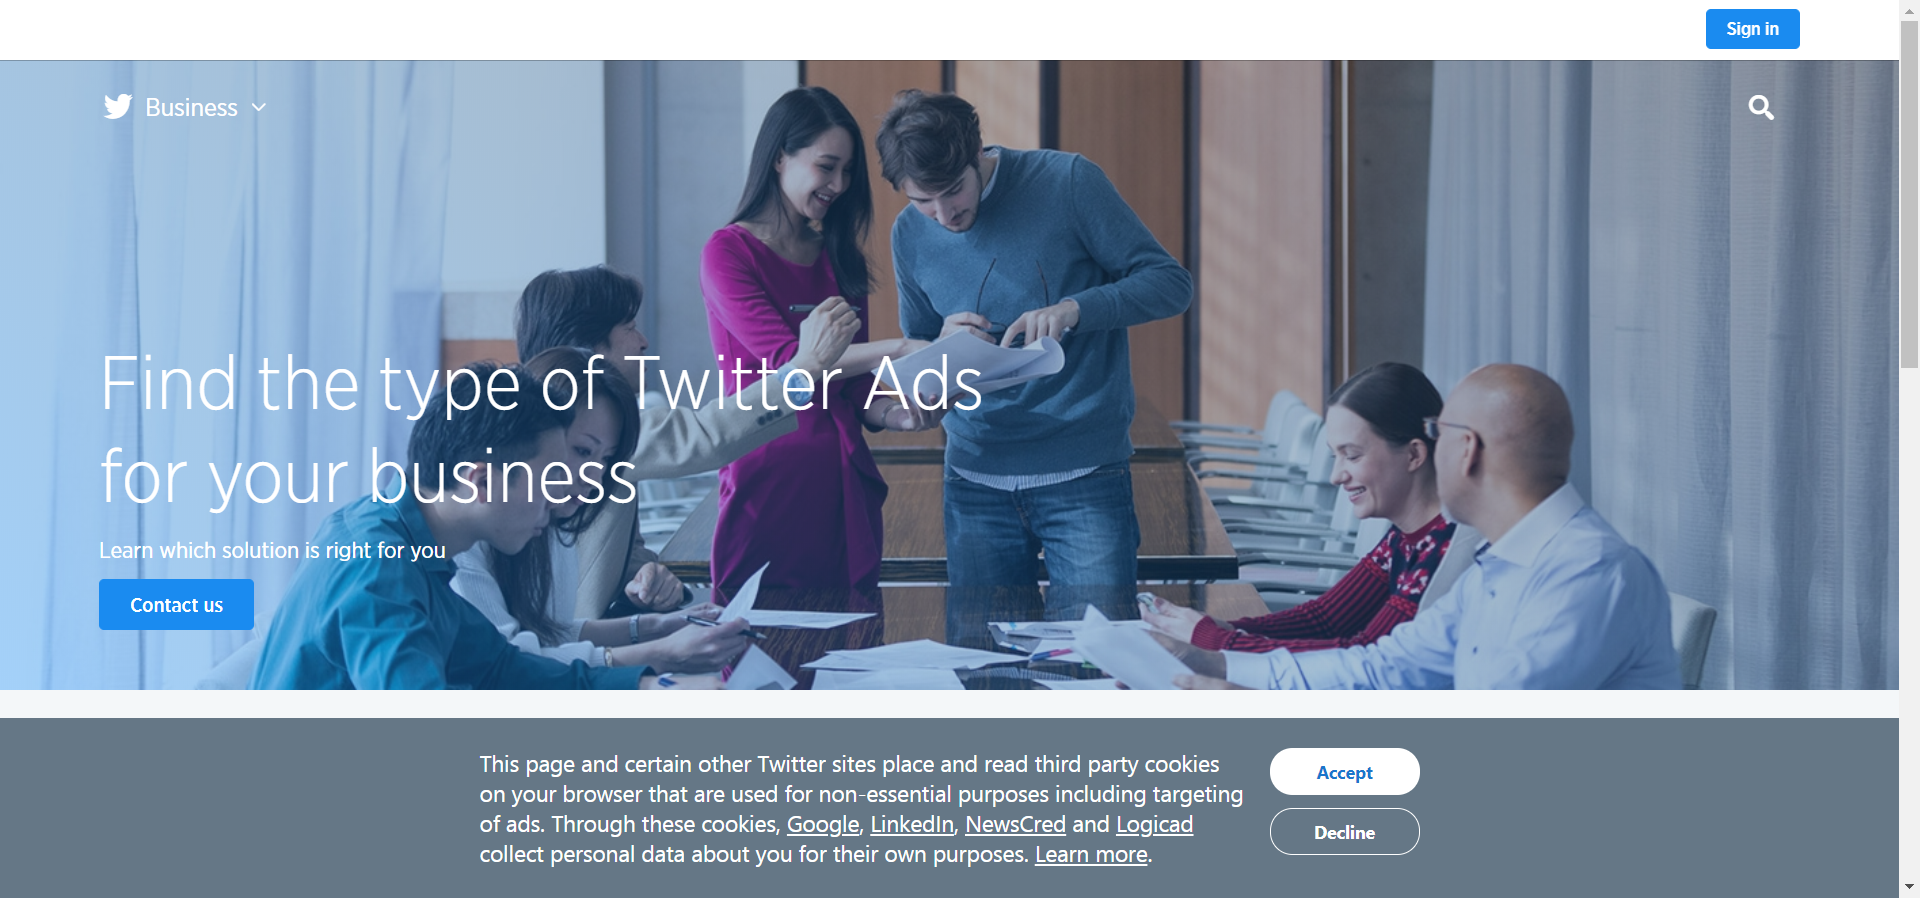 Sign in
Business
Find the type of Twitter Ads
for your business
Learn which solution is right for you
Contact us
This page and certain other Twitter sites place and read third party cookies
on your browser that are used for non-essential purposes including targeting
of ads. Through these cookies, Google, LinkedIn, NewsCred and Logicad
collect personal data about you for their own purposes. Learn more.
Accept
Decline